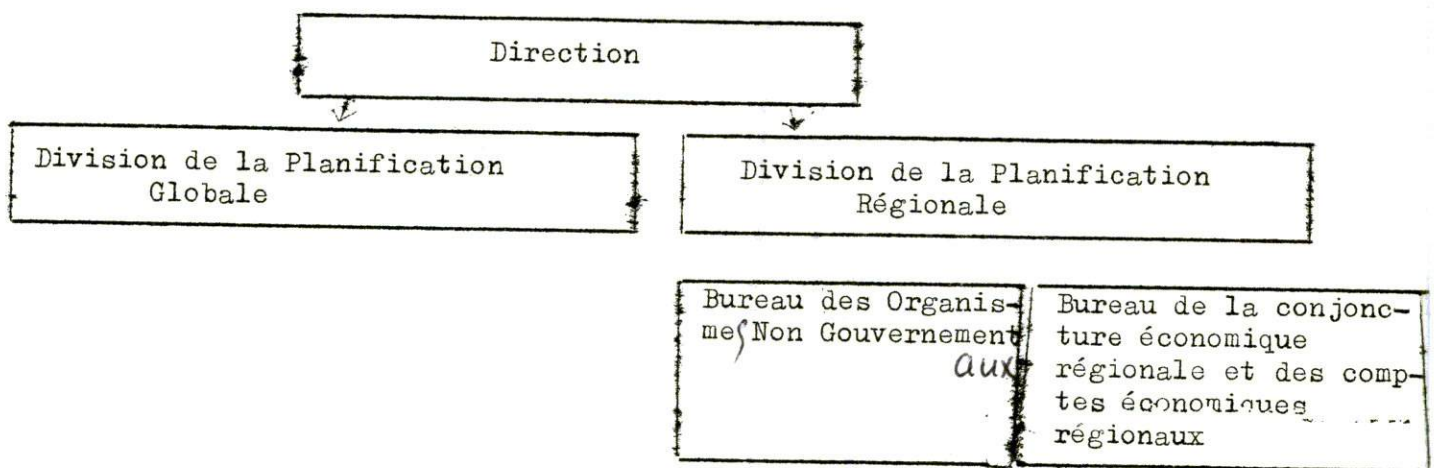 Direction
Division de la Planification
Globale
Division de la Planification
Régionale
Bureau des Organis-
mes Non Gouvernement
aux
Bureau de la conjonc-
ture économique
régionale et des comp-
tes économiques
régionaux